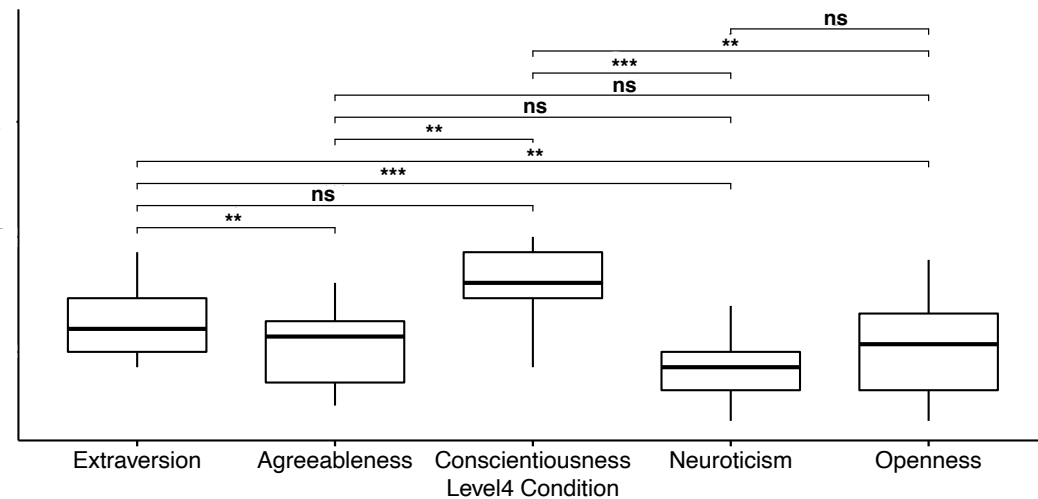 ns
**
***
ns
ns
**
**
***
ns
**
Extraversion Agreeableness Conscientiousness Neuroticism Openness
Level4 Condition